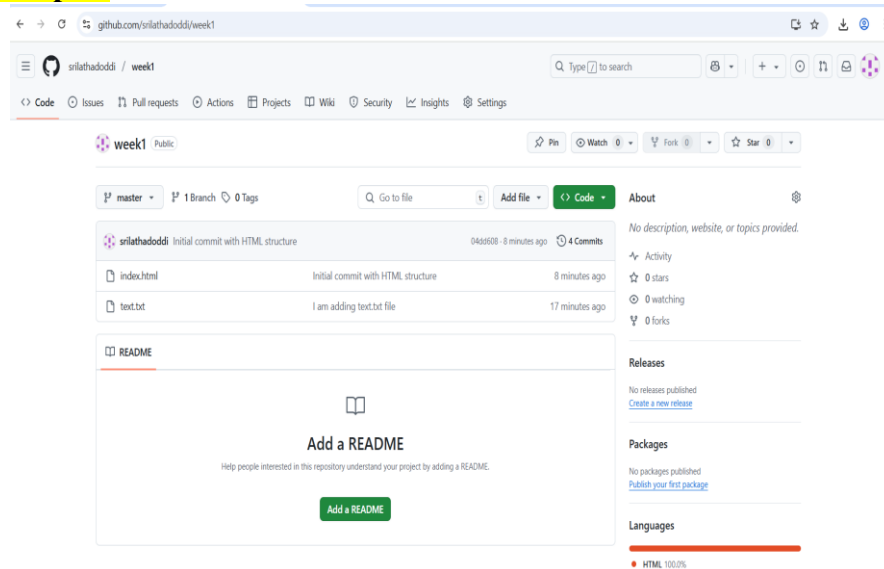 github.com/srilathadoddi/week1
srilathadoddi / week1
Type / to search
Code Issues Pull requests Actions Projects Wiki Security Insights Settings
week1 Public
Pin Watch 0 Fork 0 Star 0
master 1 Branch 0 Tags Go to file t Add file Code
srilathadoddi Initial commit with HTML structure 04dd608 · 8 minutes ago 4 Commits
index.html Initial commit with HTML structure 8 minutes ago
text.txt I am adding text.txt file 17 minutes ago
README
Add a README
Help people interested in this repository understand your project by adding a README.
Add a README
About
No description, website, or topics provided.
Activity
0 stars
0 watching
0 forks
Releases
No releases published
Create a new release
Packages
No packages published
Publish your first package
Languages
HTML 100.0%